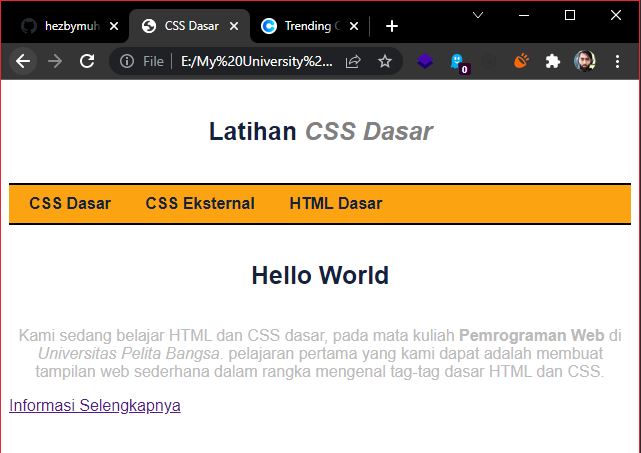 hezbymuh
CSS Dasar
Trending C
File
E:/My%20University%2...
0
Latihan CSS Dasar
CSS Dasar CSS Eksternal HTML Dasar
Hello World
Kami sedang belajar HTML dan CSS dasar, pada mata kuliah Pemrograman Web di
Universitas Pelita Bangsa. pelajaran pertama yang kami dapat adalah membuat
tampilan web sederhana dalam rangka mengenal tag-tag dasar HTML dan CSS.
Informasi Selengkapnya